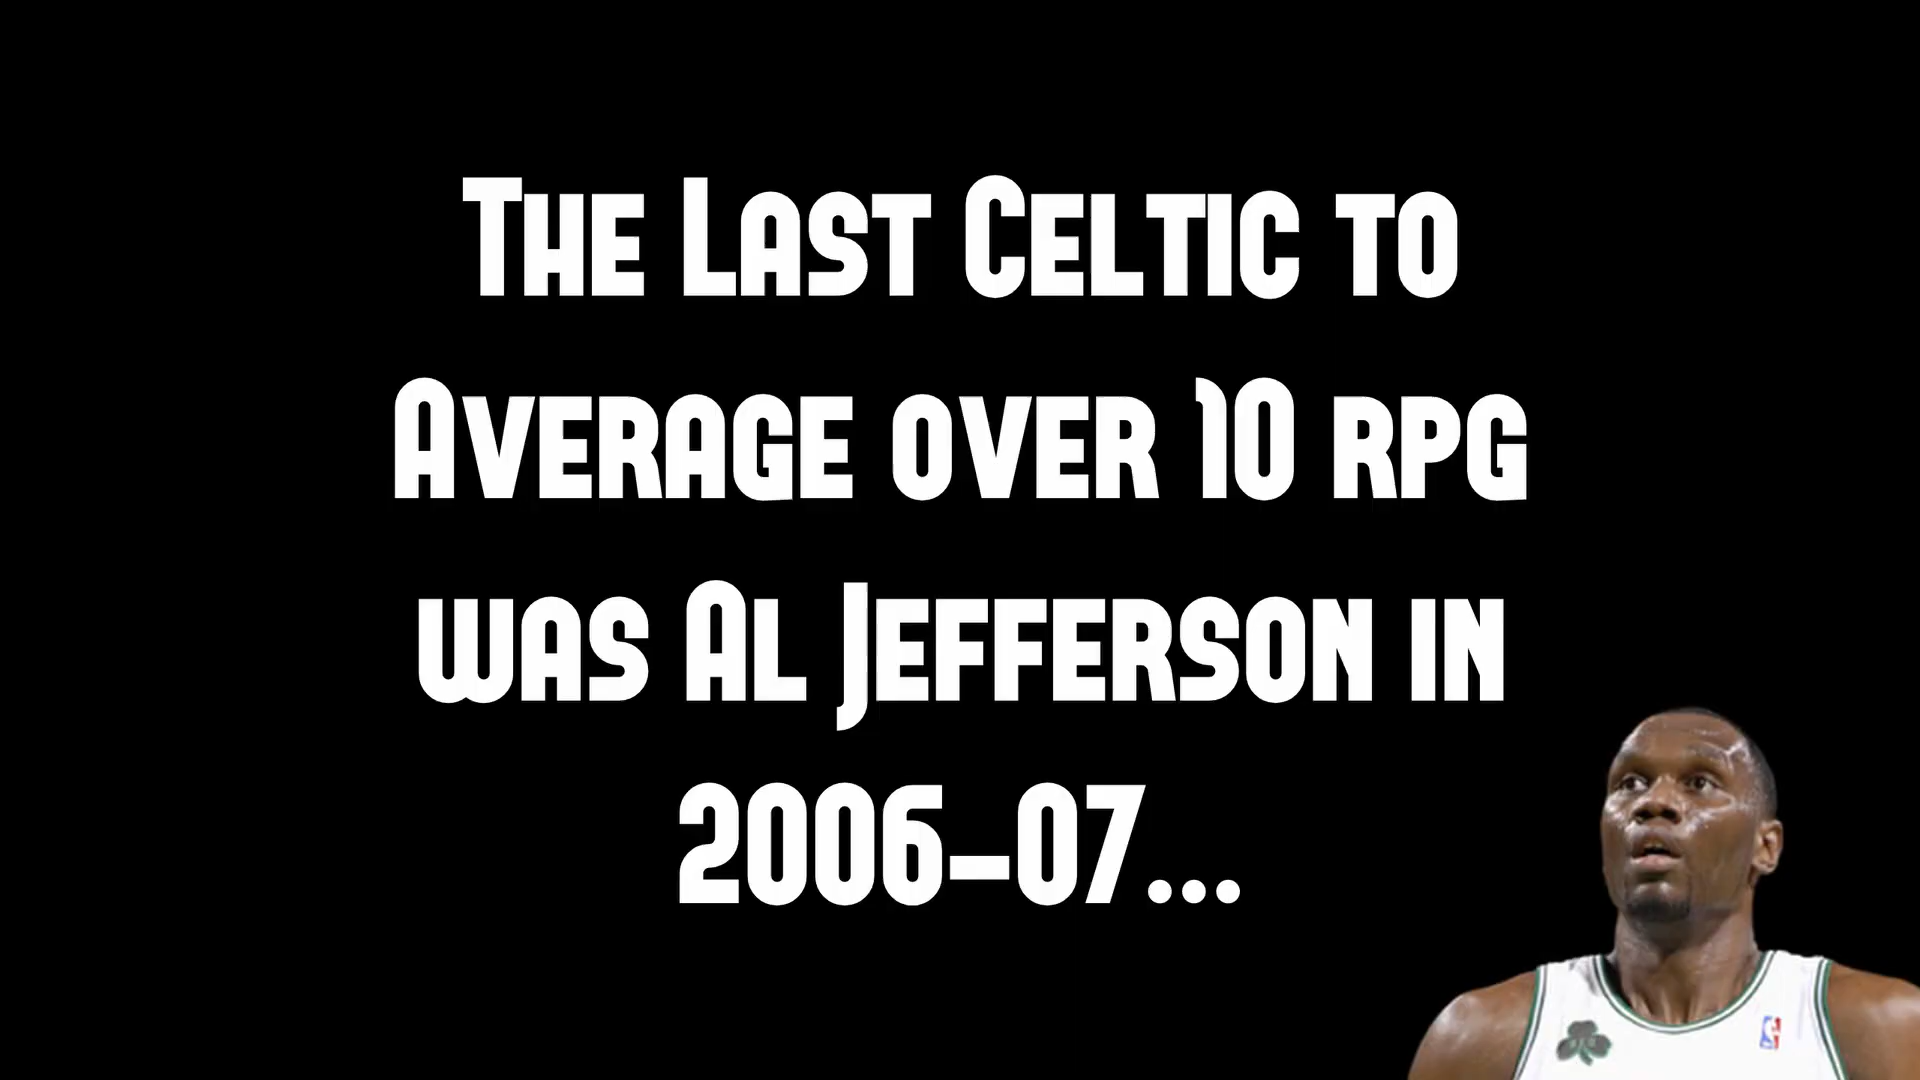 The Last Celtic to
Average over 10 rpg
was Al Jefferson in
2006-07...